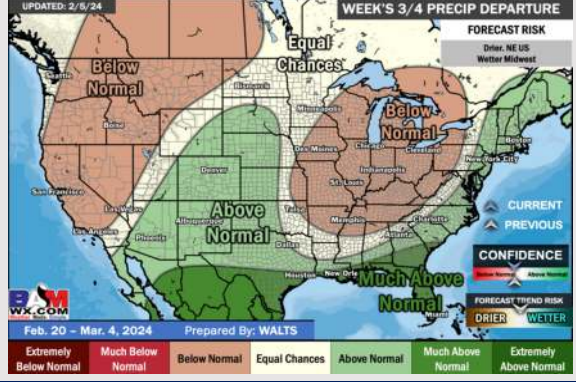 UPDATED: 2/5/24
WEEK'S 3/4 PRECIP DEPARTURE
FORECAST RISK
Drier. NE US
Wetter Midwest
Equal
Chances
Seattle
Below
Normal
Bismarck
Minneapolis
Below
Normal
Boise
Boston
Des Moines
Chicago
Cleveland
New York City
Denver
Indianapolis
St. Louis
San Francisco
Las Vegas
Above
Normal
Albuquerque
Tulsa
Memphis
Charlotte
Los Angeles
Phoenix
Atlanta
Dallas
CURRENT
PREVIOUS
Houston
New Orle
Much Above
Normal
Miami
CONFIDENCE
Below Normal
Above Normal
FORECAST TREND RISK
DRIER
WETTER
BAM
WX.COM
Feb. 20 – Mar. 4, 2024
Prepared By: WALTS
Extremely
Below Normal
Much Below
Normal
Below Normal
Equal Chances
Above Normal
Much Above
Normal
Extremely
Above Normal